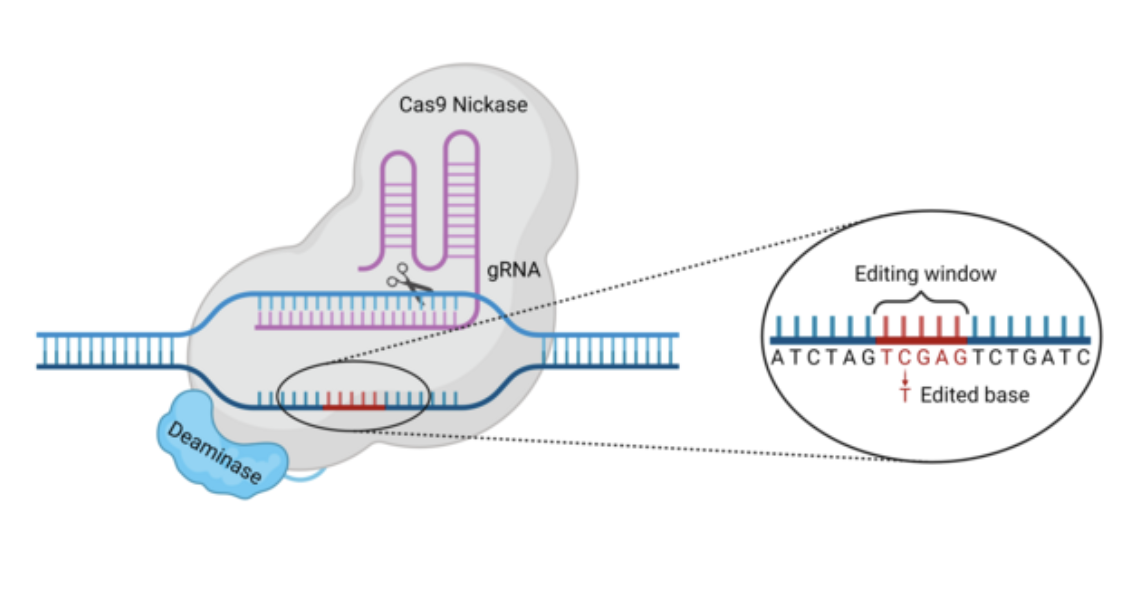 Cas9 Nickase
gRNA
Deaminase
Editing window
ATCTAGTCGAGTCTGATC
T Edited base